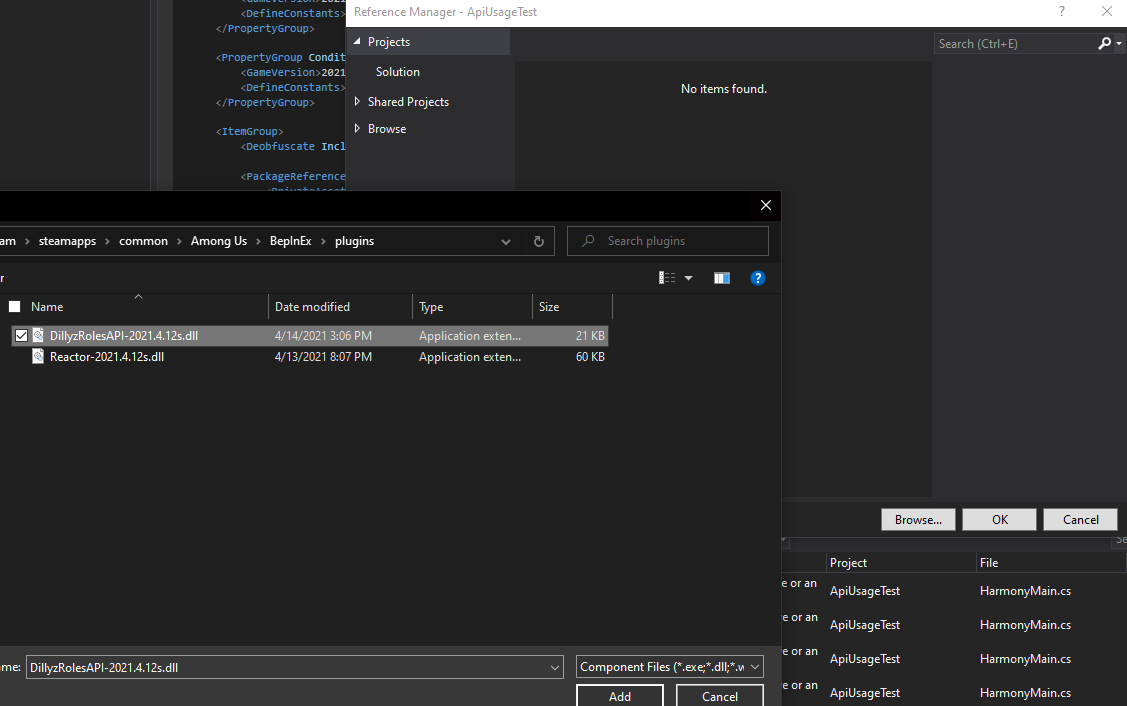 <GameVersion>2021
<DefineConstants>
</PropertyGroup>
<PropertyGroup Condit
<GameVersion>2021
<DefineConstants>
</PropertyGroup>
<ItemGroup>
<Deobfuscate Incl
<PackageReference
<PrivateAsset
Reference Manager - ApiUsageTest
?
Projects
Solution
Shared Projects
Browse
No items found.
Search (Ctrl+E)
am > steamapps > common > Among Us > BepInEx > plugins
Search plugins
r
?
Name Date modified Type Size
DillyzRolesAPI-2021.4.12s.dll 4/14/2021 3:06 PM Application exten... 21 KB
Reactor-2021.4.12s.dll 4/13/2021 8:07 PM Application exten... 60 KB
Browse... OK Cancel
Se
Project File
e or an ApiUsageTest HarmonyMain.cs
e or an ApiUsageTest HarmonyMain.cs
e or an ApiUsageTest HarmonyMain.cs
e or an ApiUsageTest HarmonyMain.cs
me: DillyzRolesAPI-2021.4.12s.dll Component Files (*.exe;*.dll;*.w
Add Cancel